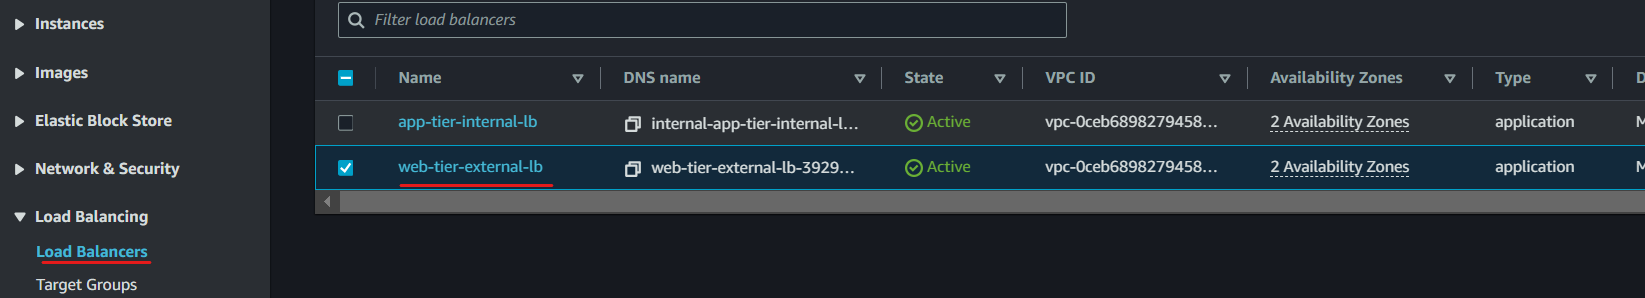 Instances
Images
Elastic Block Store
Network & Security
Load Balancing
Load Balancers
Target Groups
Filter load balancers
Name DNS name State VPC ID Availability Zones Type D
app-tier-internal-lb internal-app-tier-internal-l... Active vpc-0ceb6898279458... 2 Availability Zones application M
web-tier-external-lb web-tier-external-lb-3929... Active vpc-0ceb6898279458... 2 Availability Zones application M